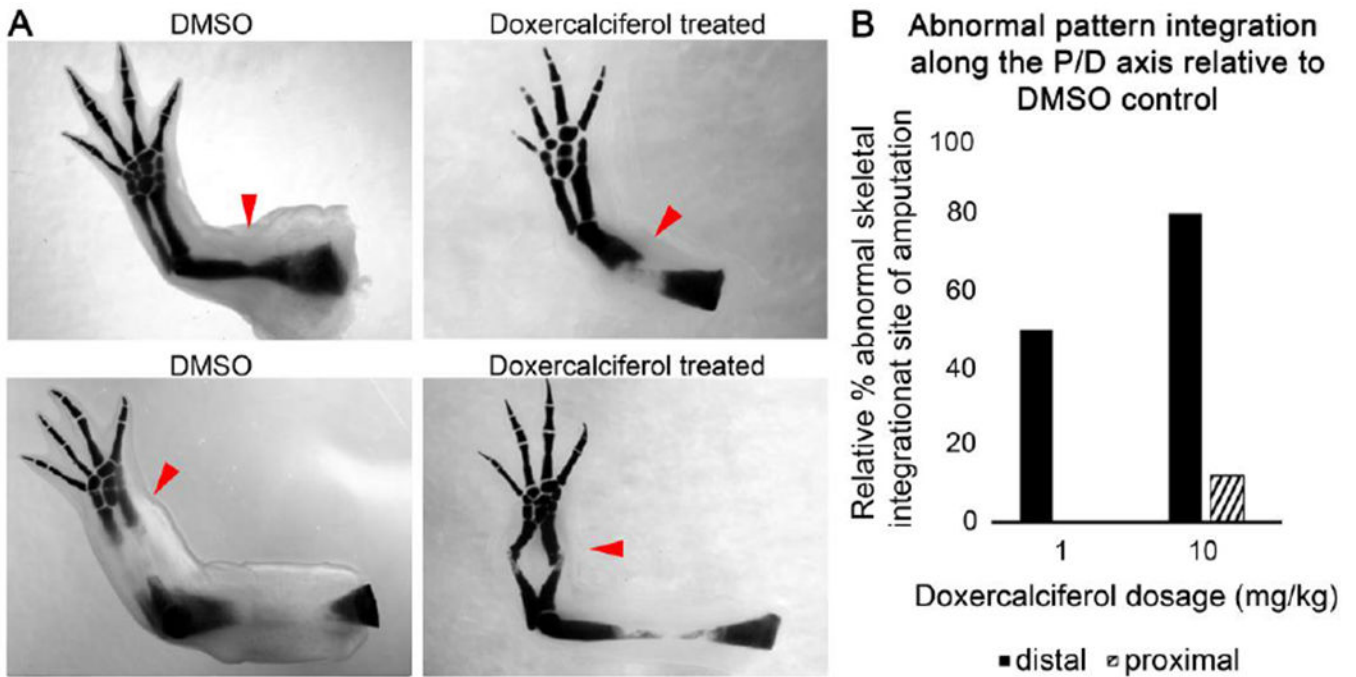 A
DMSO
Doxercalciferol treated
DMSO
Doxercalciferol treated
B Abnormal pattern integration
along the P/D axis relative to
DMSO control
Relative % abnormal skeletal
integrationat site of amputation
100
80
60
40
20
0
1 10
Doxercalciferol dosage (mg/kg)
distal proximal